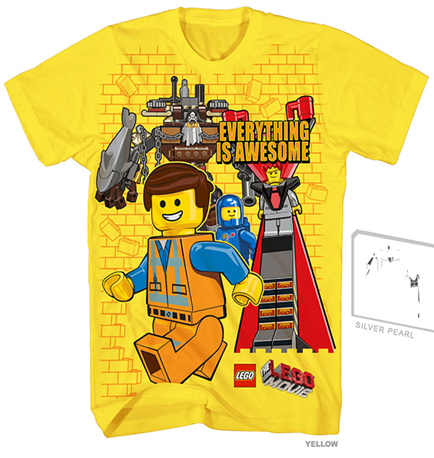 EVERYTHING
IS AWESOME
LEGO
THE LEGO
MOVIE
SILVER PEARL
YELLOW